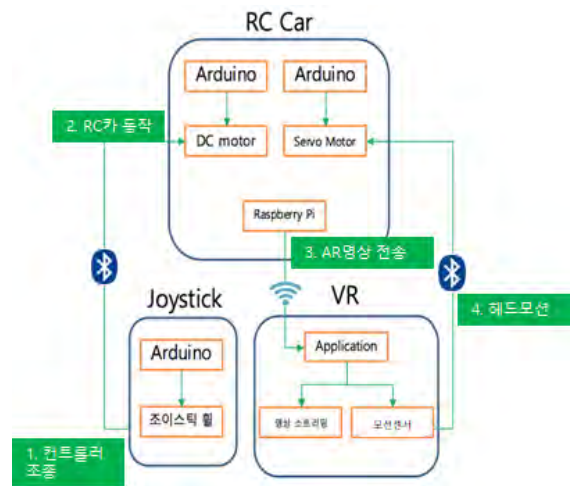 RC Car
Arduino
Arduino
2. RC카 동작
DC motor
Servo Motor
Raspberry Pi
3. AR영상 전송
Joystick
VR
4. 헤드모션
Arduino
Application
조이스틱 휠
영상 스트리밍
모션센서
1. 컨트롤러
조종